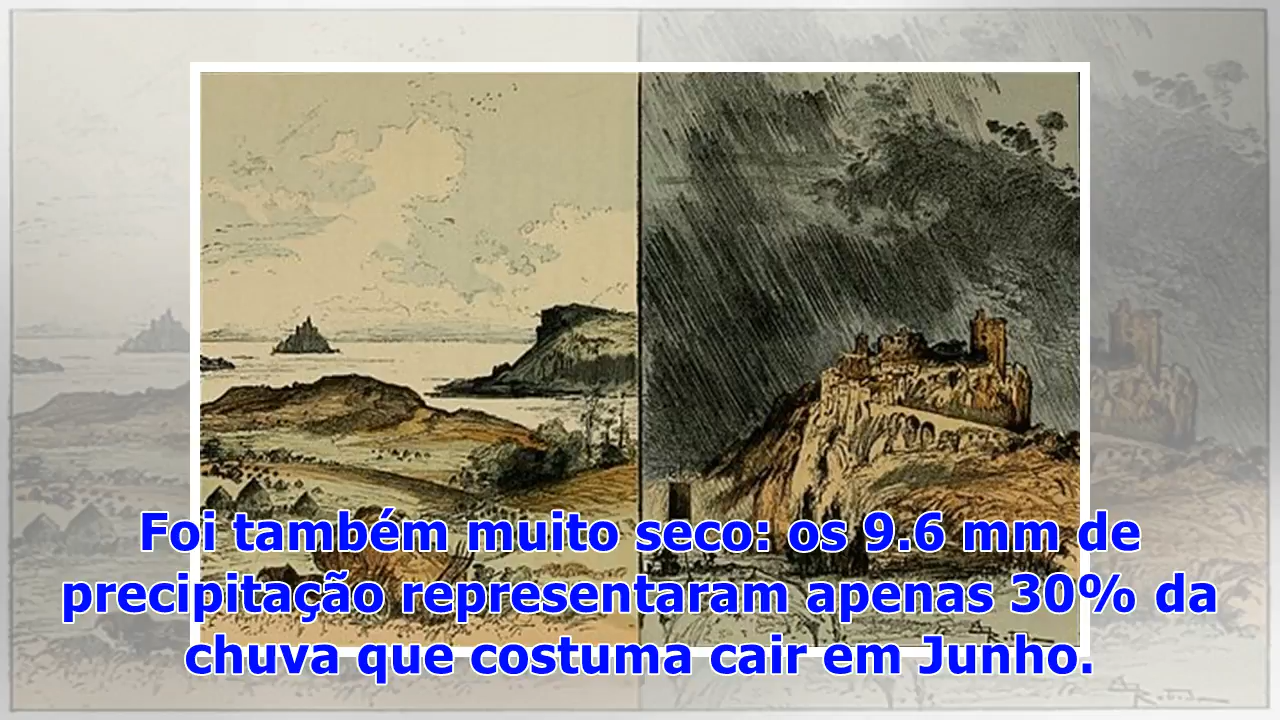 Foi também muito seco: os 9.6 mm de
precipitação representaram apenas 30% da
chuva que costuma cair em Junho.